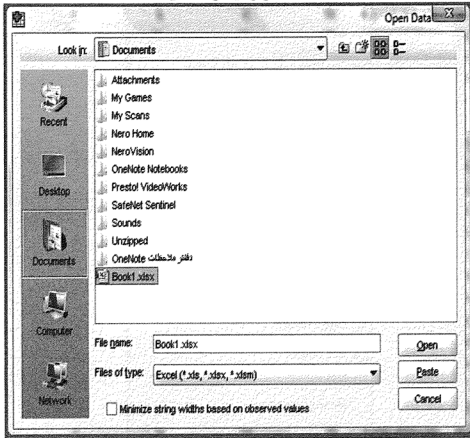 Open Data
Look in: Documents
Recent
Desktop
Documents
Computer
Network
Attachments
My Games
My Scans
Nero Home
NeroVision
OneNote Notebooks
Presto! VideoWorks
SafeNet Sentinel
Sounds
Unzipped
OneNote دفتر ملاحظات
Book1.xlsx
File name: Book1.xlsx
Open
Files of type: Excel (*.xls, *.xlsx, *.xlsm)
Paste
Minimize string widths based on observed values
Cancel